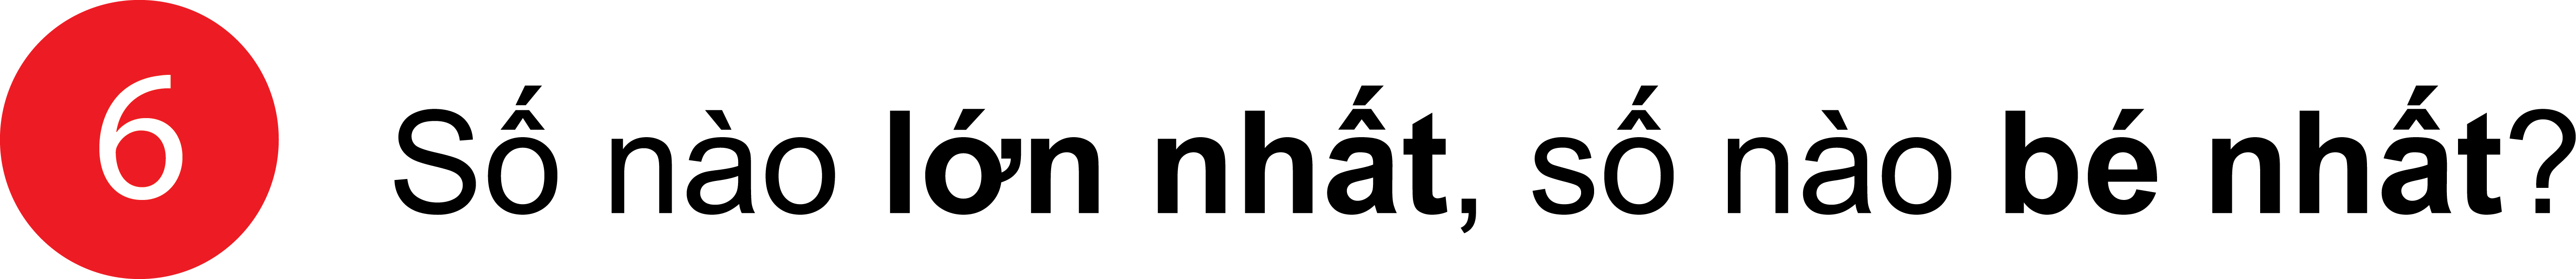 6 Số nào lớn nhất, số nào bé nhất?